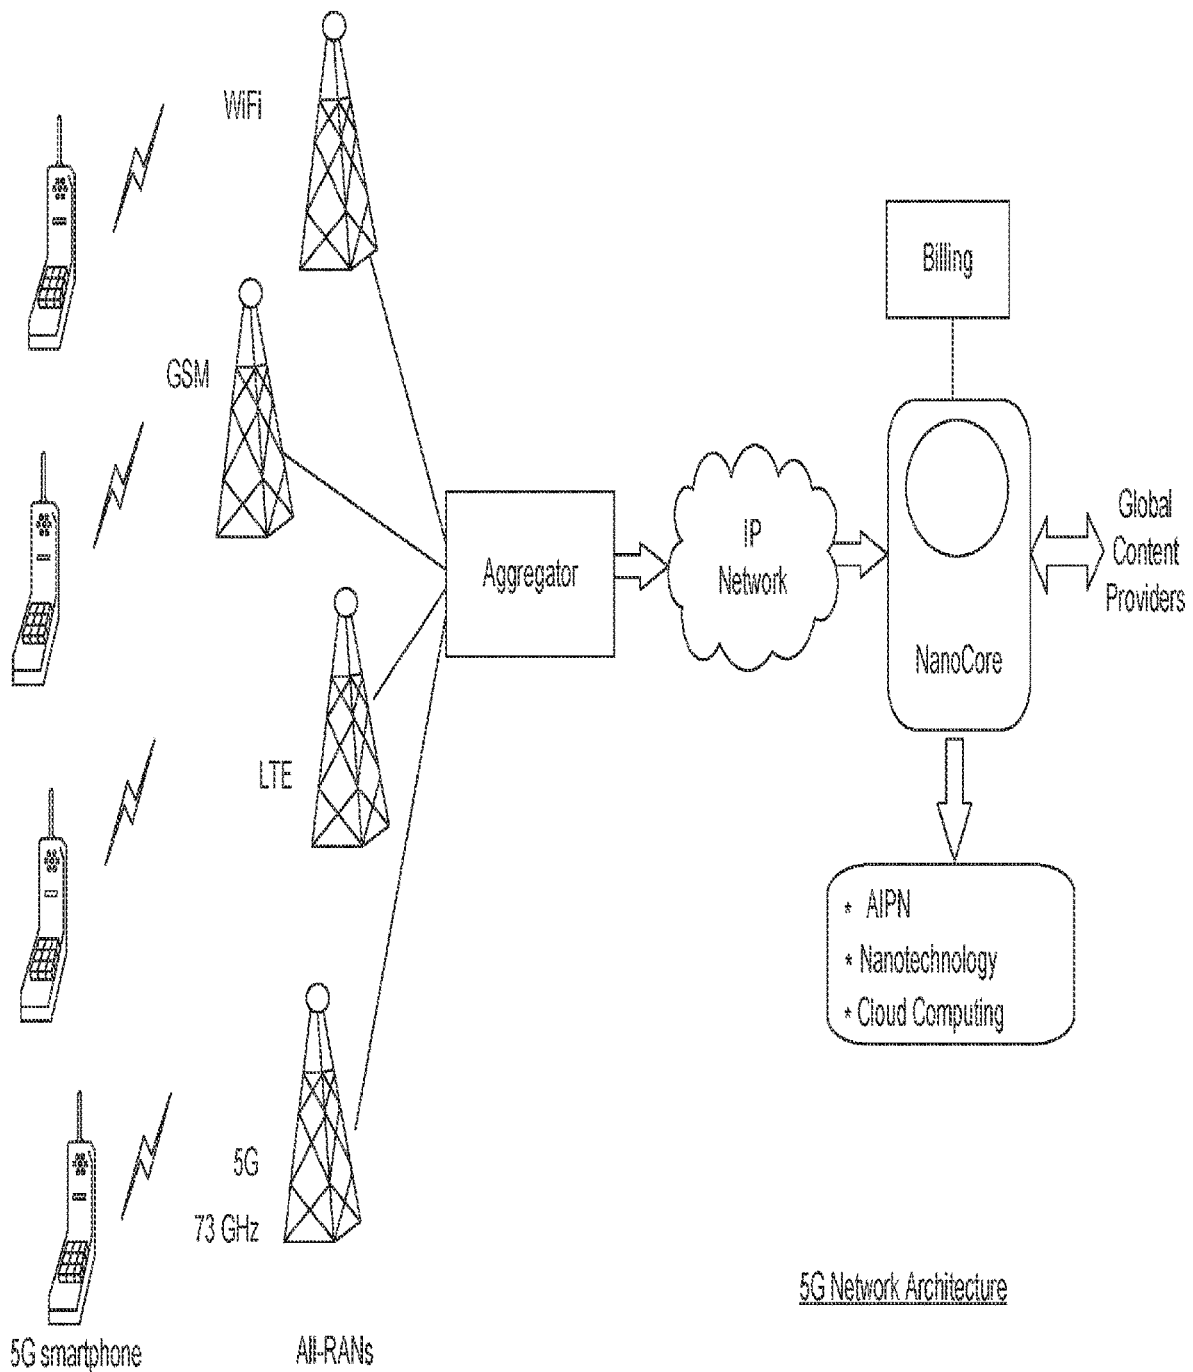 WiFi
GSM
LTE
5G
73 GHz
5G smartphone
All-RANs
Aggregator
IP
Network
Billing
NanoCore
Global
Content
Providers
* AIPN
* Nanotechnology
* Cloud Computing
5G Network Architecture